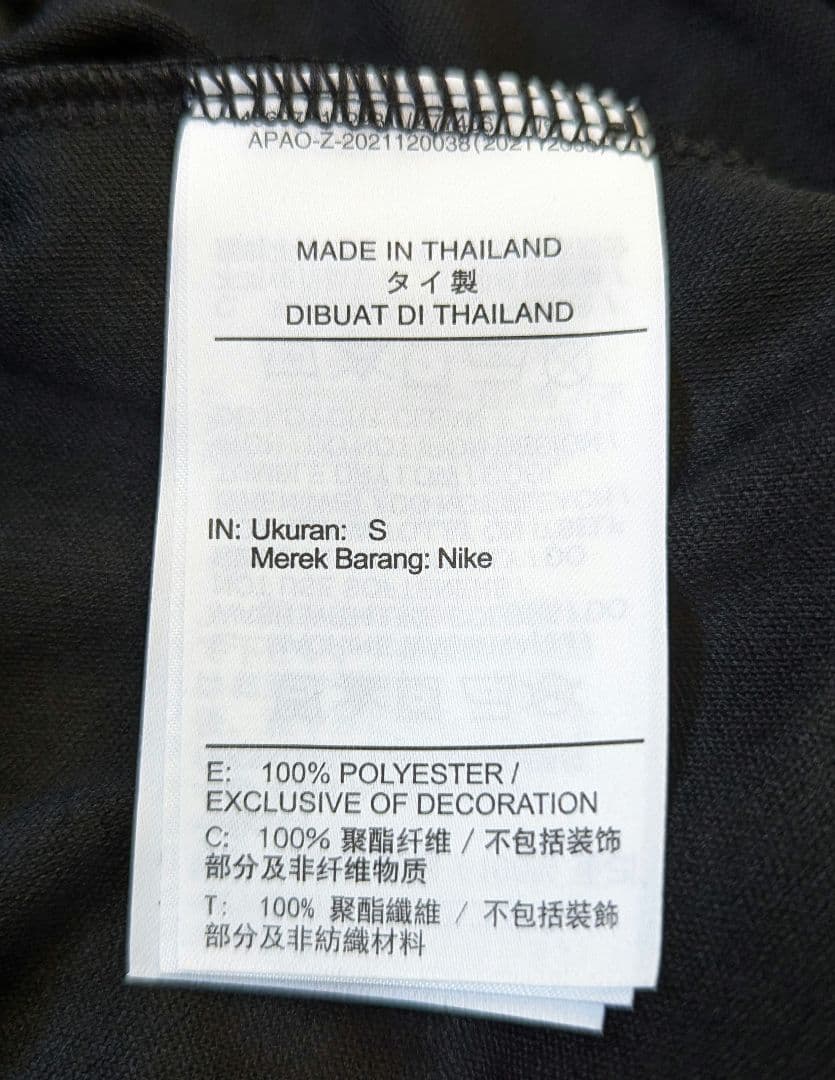 APAO-Z-2021120038(
MADE IN THAILAND
タイ製
DIBUAT DI THAILAND
IN: Ukuran: S
Merek Barang: Nike
E: 100% POLYESTER /
EXCLUSIVE OF DECORATION
C: 100% 聚酯纤维 / 不包括装饰
部分及非纤维物质
T: 100% 聚酯纖維 / 不包括裝飾
部分及非紡織材料